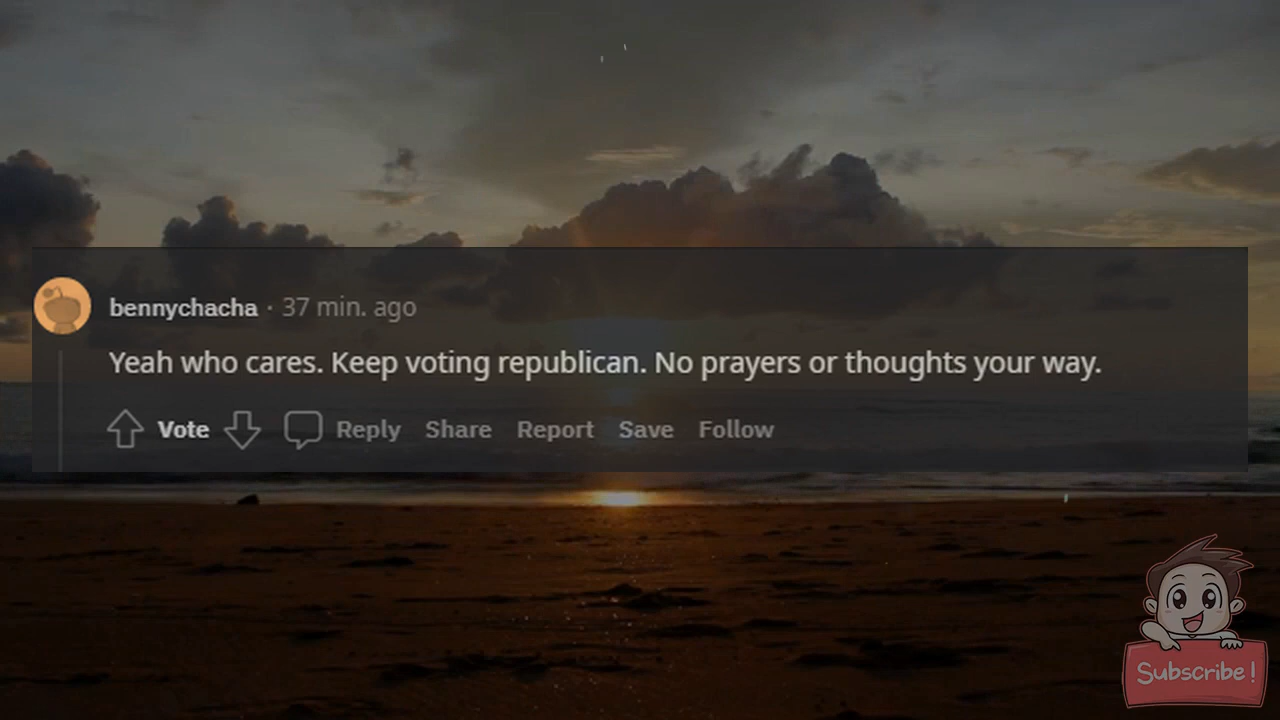 bennychacha · 37 min. ago
Yeah who cares. Keep voting republican. No prayers or thoughts your way.
Vote Reply Share Report Save Follow
Subscribe!